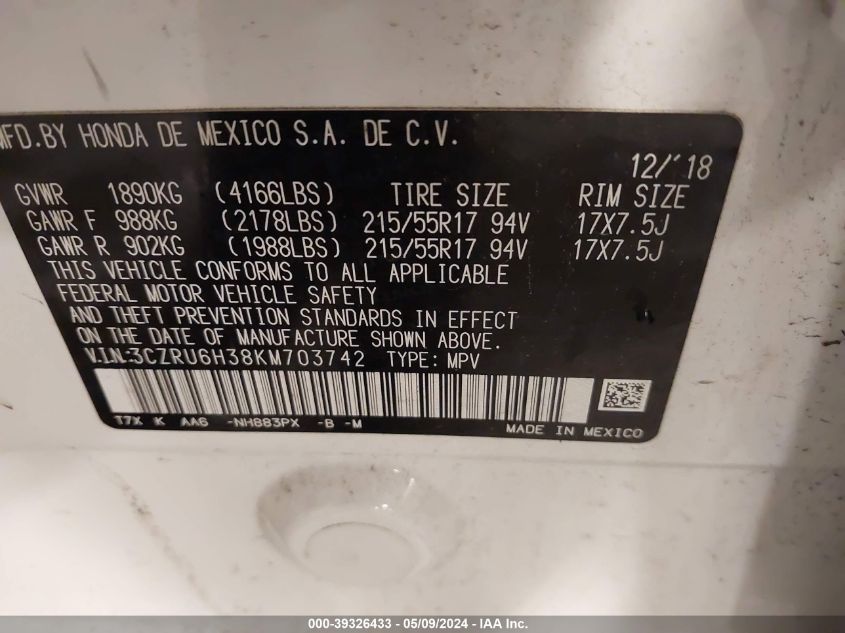 MFD.BY HONDA DE MEXICO S.A. DE C.V.
12/'18
GVWR 1890KG (4166LBS) TIRE SIZE RIM SIZE
GAWR F 988KG (2178LBS) 215/55R17 94V 17X7.5J
GAWR R 902KG (1988LBS) 215/55R17 94V 17X7.5J
THIS VEHICLE CONFORMS TO ALL APPLICABLE
FEDERAL MOTOR VEHICLE SAFETY
AND THEFT PREVENTION STANDARDS IN EFFECT
ON THE DATE OF MANUFACTURE SHOWN ABOVE.
V.IN:3CZRU6H38KM703742 TYPE: MPV
T7X K AA6 -NH883PX -B -M
MADE IN MEXICO
000-39326433 - 05/09/2024 - IAA Inc.